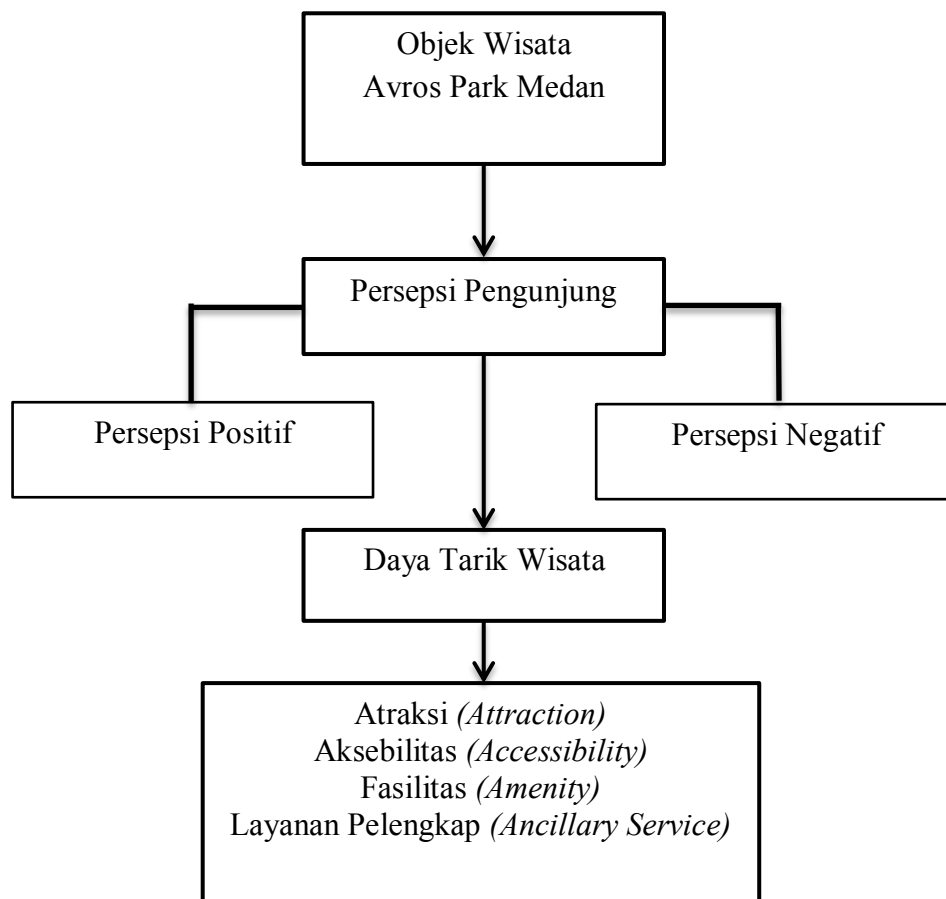 Objek Wisata
Avros Park Medan
Persepsi Pengunjung
Persepsi Positif
Persepsi Negatif
Daya Tarik Wisata
Atraksi (Attraction)
Aksebilitas (Accessibility)
Fasilitas (Amenity)
Layanan Pelengkap (Ancillary Service)